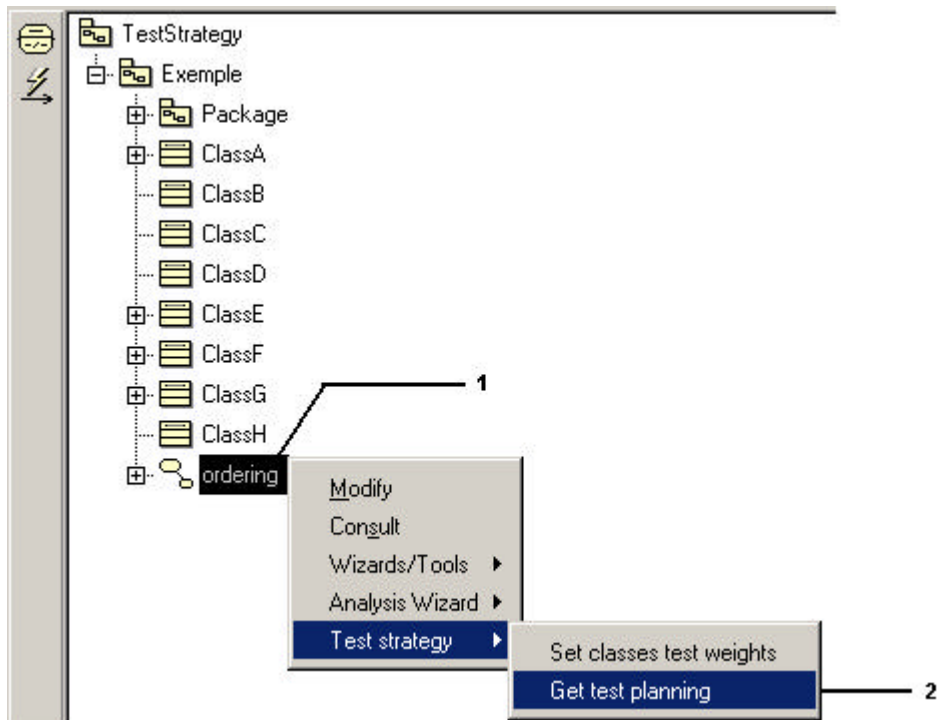 TestStrategy
Exemple
Package
ClassA
ClassB
ClassC
ClassD
ClassE
ClassF
ClassG
1
ClassH
ordering
Modify
Consult
Wizards/Tools
Analysis Wizard
Test strategy
Set classes test weights
Get test planning
2